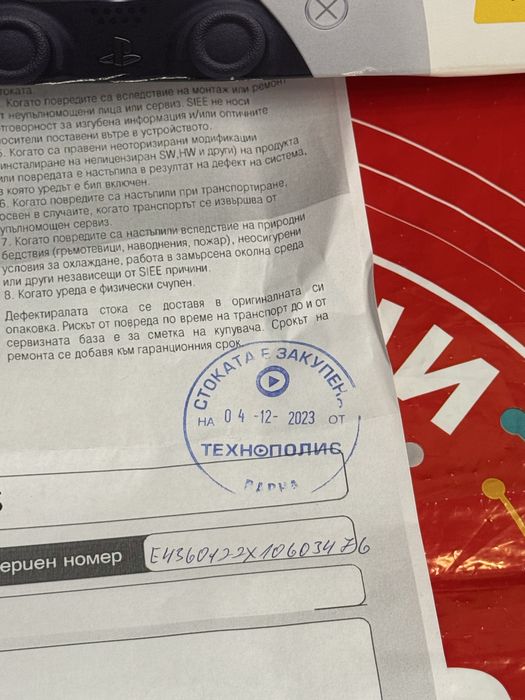 токата.
. Когато повредите са вследствие на монтаж или ремонт
т неупълномощени лица или сервиз. SIEE не носи
тговорност за изгубена информация и/или оптичните
осители поставени вътре в устройството.
. Когато са правени неоторизирани модификации
инсталиране на нелицензиран SW,HW и други) на продукта
или повредата е настъпила в резултат на дефект на система,
в която уредът е бил включен.
6. Когато повредите са настъпили при транспортиране,
освен в случаите, когато транспортът се извършва от
упълномощен сервиз.
7. Когато повредите са настъпили вследствие на природни
бедствия (гръмотевици, наводнения, пожар), неосигурени
условия за охлаждане, работа в замърсена околна среда
или други независещи от SIEE причини.
8. Когато уреда е физически счупен.
Дефектиралата стока се доставя в оригиналната си
опаковка. Рискът от повреда по време на транспорт до и от
сервизната база е за сметка на купувача. Срокът на
ремонта се добавя към гаранционния срок.
СТОКАТА Е ЗАКУПЕНА
НА 04 -12- 2023 ОТ
ТЕХНОПОЛИС
ВАРНА
ериен номер E4360122X10603476
И